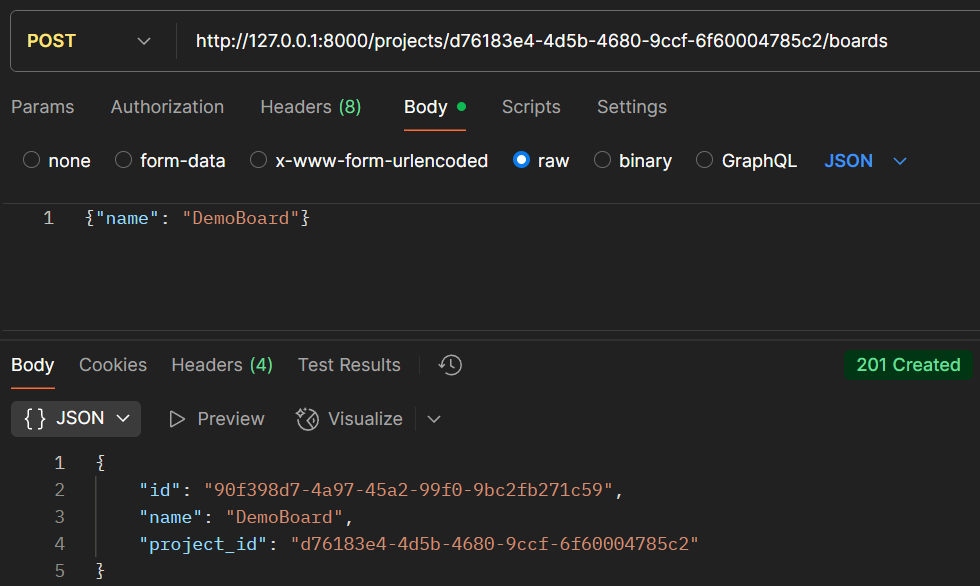 POST http://127.0.0.1:8000/projects/d76183e4-4d5b-4680-9ccf-6f60004785c2/boards
Params Authorization Headers (8) Body Scripts Settings
none form-data x-www-form-urlencoded raw binary GraphQL JSON
1 {"name": "DemoBoard"}
Body Cookies Headers (4) Test Results 201 Created
{} JSON Preview Visualize
1 {
2 "id": "90f398d7-4a97-45a2-99f0-9bc2fb271c59",
3 "name": "DemoBoard",
4 "project_id": "d76183e4-4d5b-4680-9ccf-6f60004785c2"
5 }